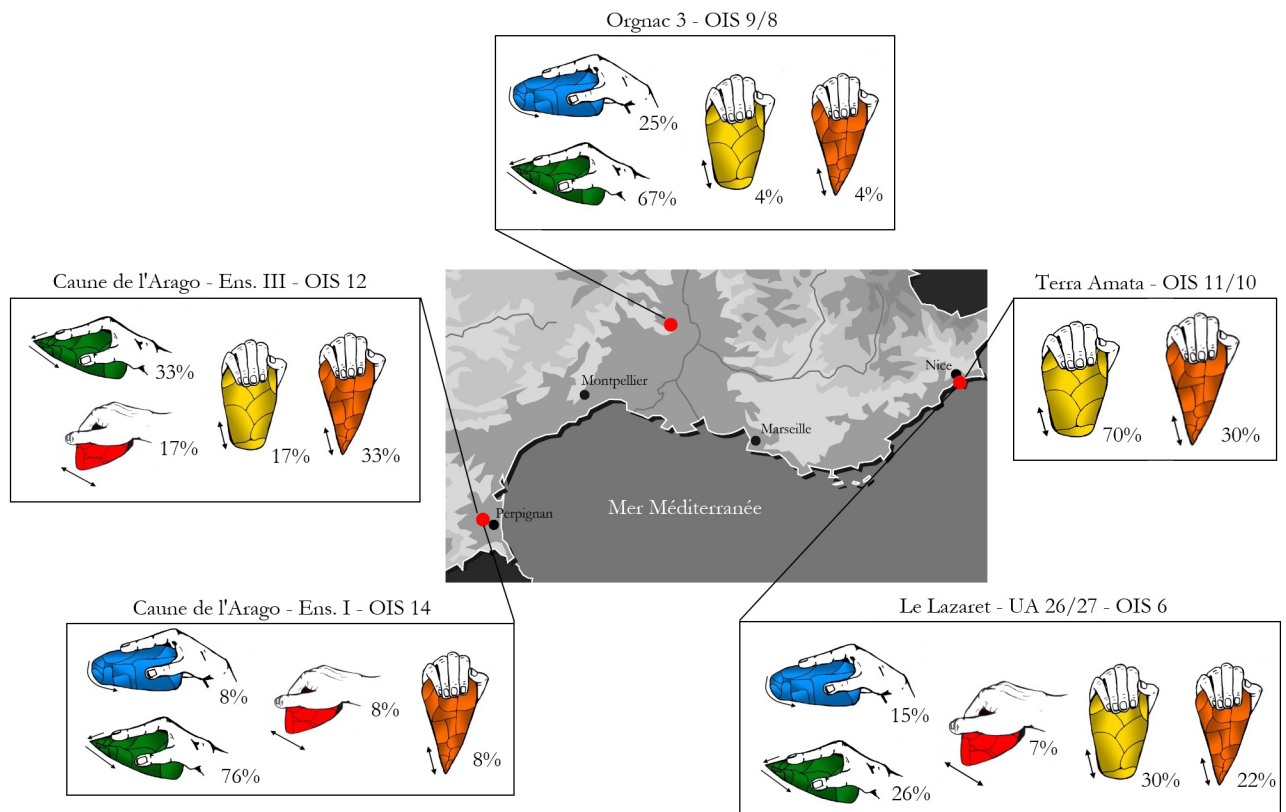 Orgnac 3 - OIS 9/8
25%
67%
4%
4%
Caune de l'Arago - Ens. III - OIS 12
33%
17%
17%
33%
Terra Amata - OIS 11/10
70%
30%
Montpellier
Nice
Marseille
Perpignan
Mer Méditerranée
Caune de l'Arago - Ens. I - OIS 14
8%
76%
8%
8%
Le Lazaret - UA 26/27 - OIS 6
15%
26%
7%
30%
22%